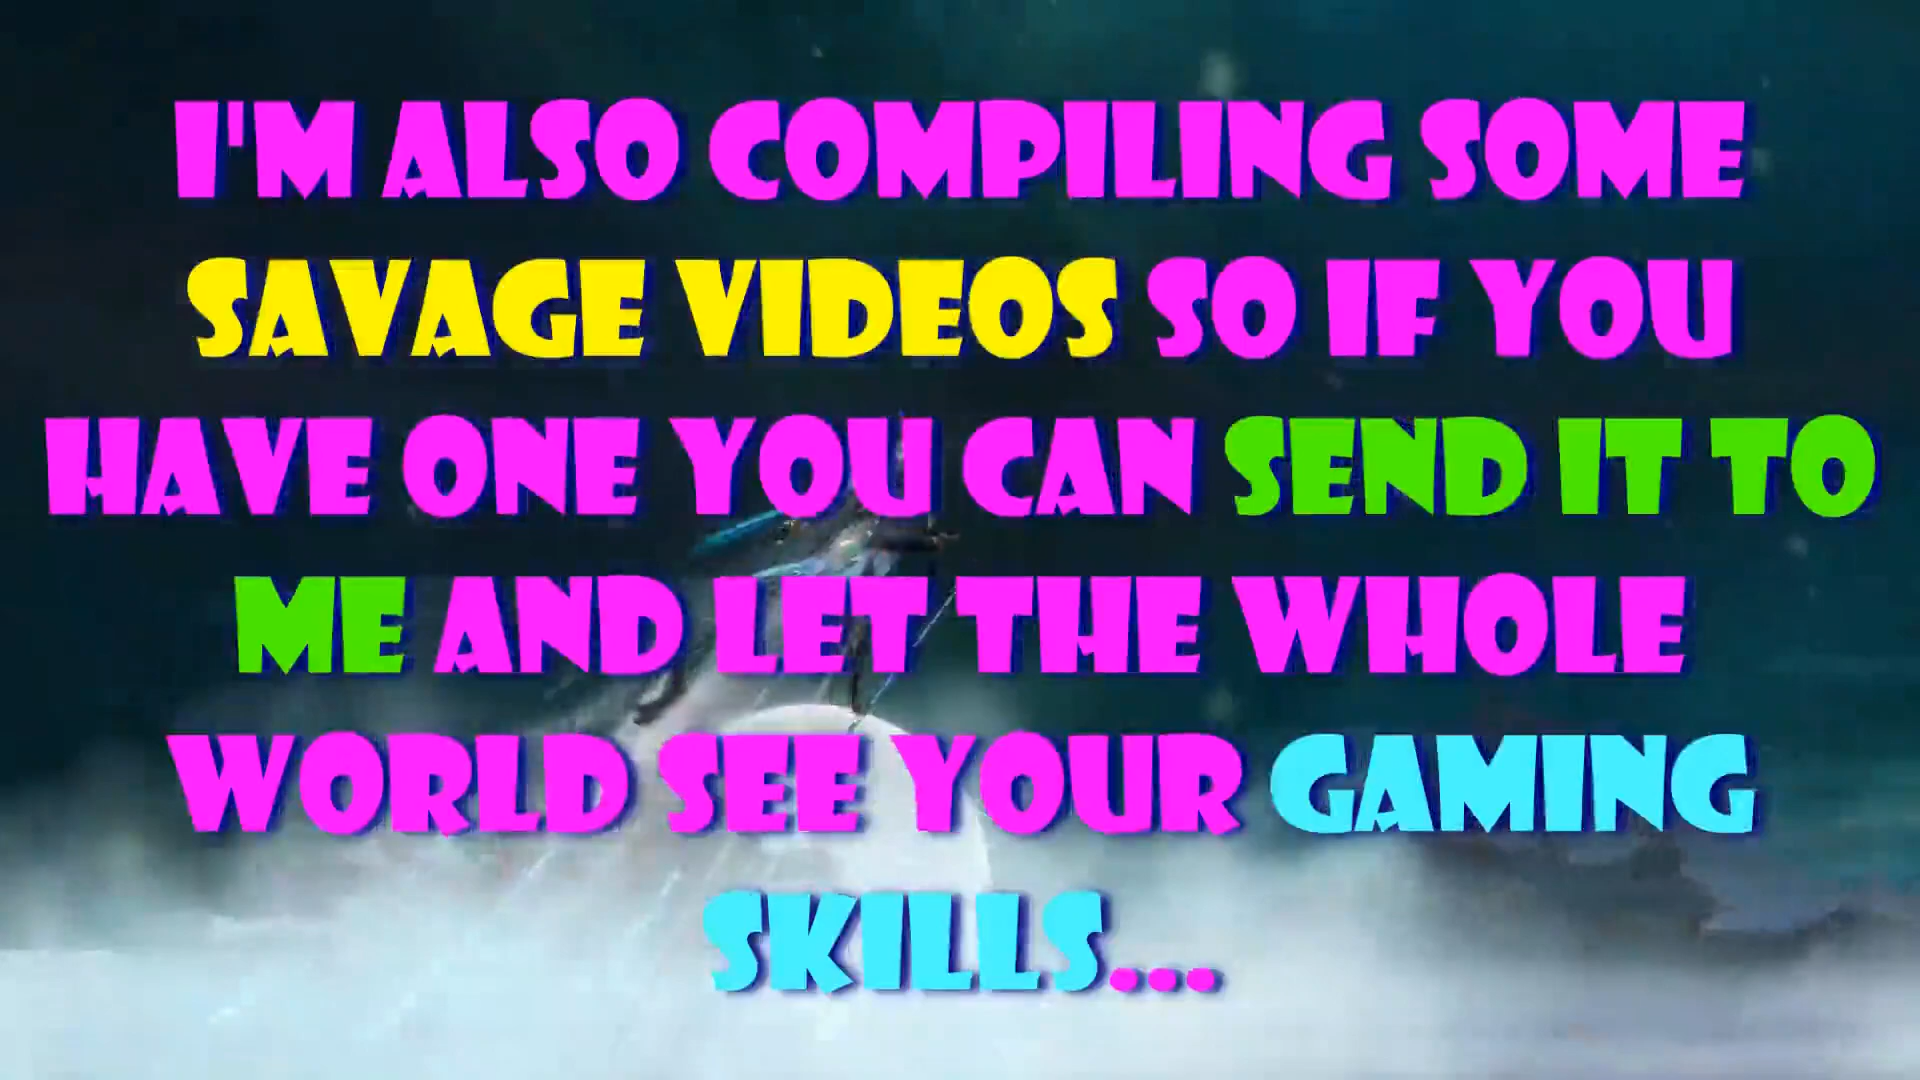 I'M ALSO COMPILING SOME
SAVAGE VIDEOS SO IF YOU
HAVE ONE YOU CAN SEND IT TO
ME AND LET THE WHOLE
WORLD SEE YOUR GAMING
SKILLS...